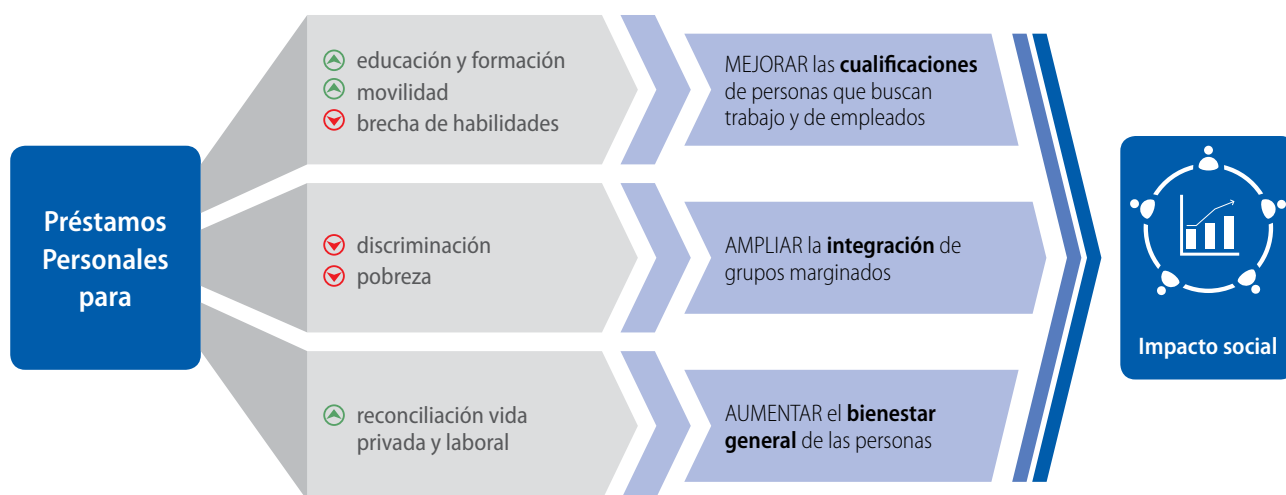 Préstamos
Personales
para
educación y formación
movilidad
brecha de habilidades
MEJORAR las cualificaciones
de personas que buscan
trabajo y de empleados
discriminación
pobreza
AMPLIAR la integración de
grupos marginados
reconciliación vida
privada y laboral
AUMENTAR el bienestar
general de las personas
Impacto social